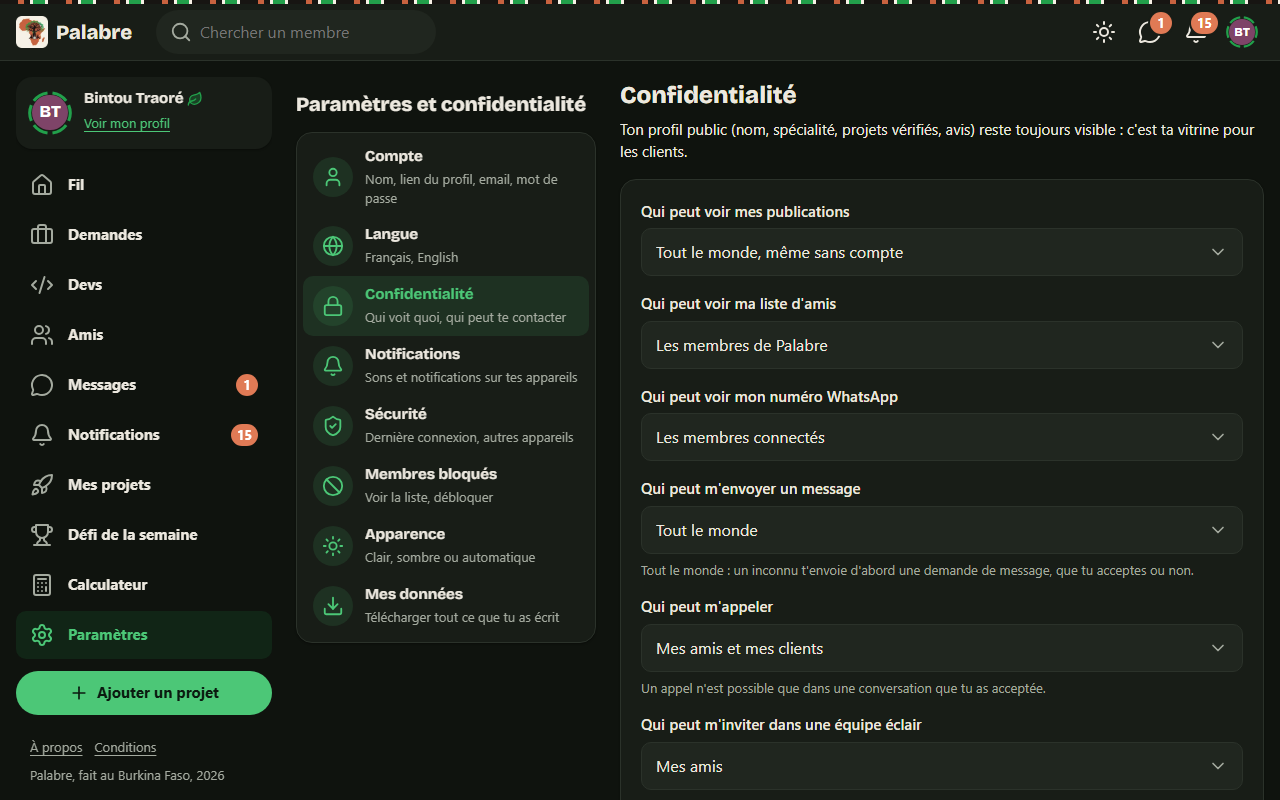 Palabre
Chercher un membre
1
15
BT
BT
Bintou Traoré
Voir mon profil
Fil
Demandes
Devs
Amis
Messages
1
Notifications
15
Mes projets
Défi de la semaine
Calculateur
Paramètres
Ajouter un projet
À propos Conditions
Palabre, fait au Burkina Faso, 2026
Paramètres et confidentialité
Compte
Nom, lien du profil, email, mot de
passe
Langue
Français, English
Confidentialité
Qui voit quoi, qui peut te contacter
Notifications
Sons et notifications sur tes appareils
Sécurité
Dernière connexion, autres appareils
Membres bloqués
Voir la liste, débloquer
Apparence
Clair, sombre ou automatique
Mes données
Télécharger tout ce que tu as écrit
Confidentialité
Ton profil public (nom, spécialité, projets vérifiés, avis) reste toujours visible : c'est ta vitrine pour
les clients.
Qui peut voir mes publications
Tout le monde, même sans compte
Qui peut voir ma liste d'amis
Les membres de Palabre
Qui peut voir mon numéro WhatsApp
Les membres connectés
Qui peut m'envoyer un message
Tout le monde
Tout le monde : un inconnu t'envoie d'abord une demande de message, que tu acceptes ou non.
Qui peut m'appeler
Mes amis et mes clients
Un appel n'est possible que dans une conversation que tu as acceptée.
Qui peut m'inviter dans une équipe éclair
Mes amis